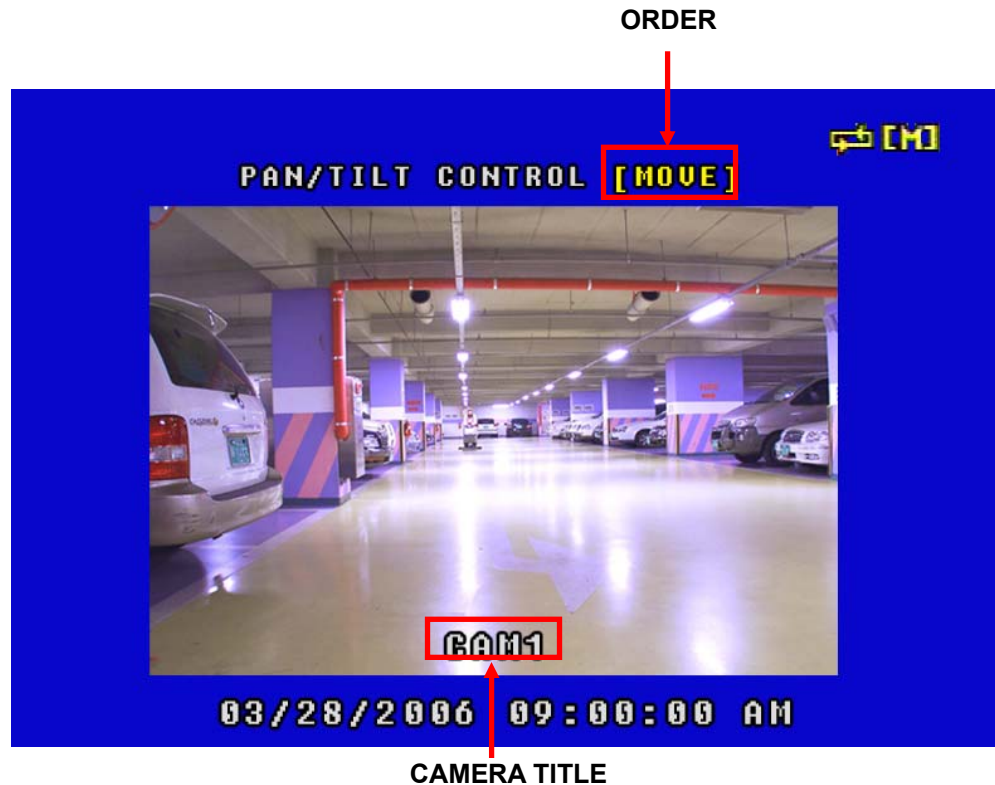 ORDER
[M]
PAN/TILT CONTROL [MOVE]
CAM1
03/28/2006 09:00:00 AM
CAMERA TITLE